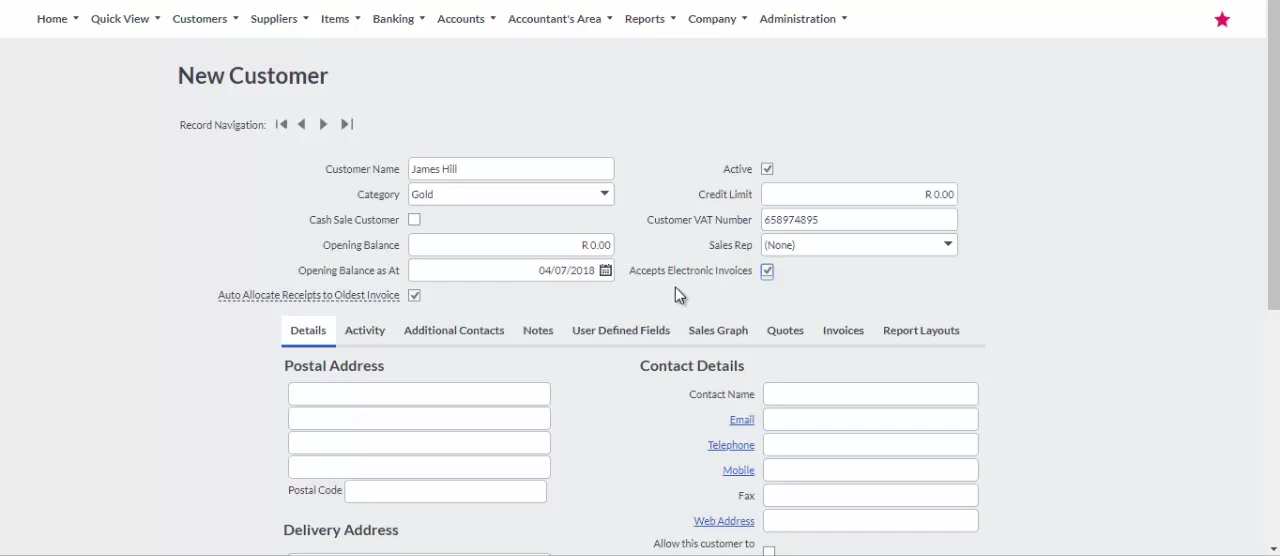 Home Quick View Customers Suppliers Items Banking Accounts Accountant's Area Reports Company Administration
New Customer
Record Navigation:
Customer Name James Hill Active
Category Gold Credit Limit R 0.00
Cash Sale Customer Customer VAT Number 658974895
Opening Balance R 0.00 Sales Rep (None)
Opening Balance as At 04/07/2018 Accepts Electronic Invoices
Auto Allocate Receipts to Oldest Invoice
Details Activity Additional Contacts Notes User Defined Fields Sales Graph Quotes Invoices Report Layouts
Postal Address Contact Details
Contact Name
Email
Telephone
Mobile
Postal Code Fax
Web Address
Delivery Address
Allow this customer to